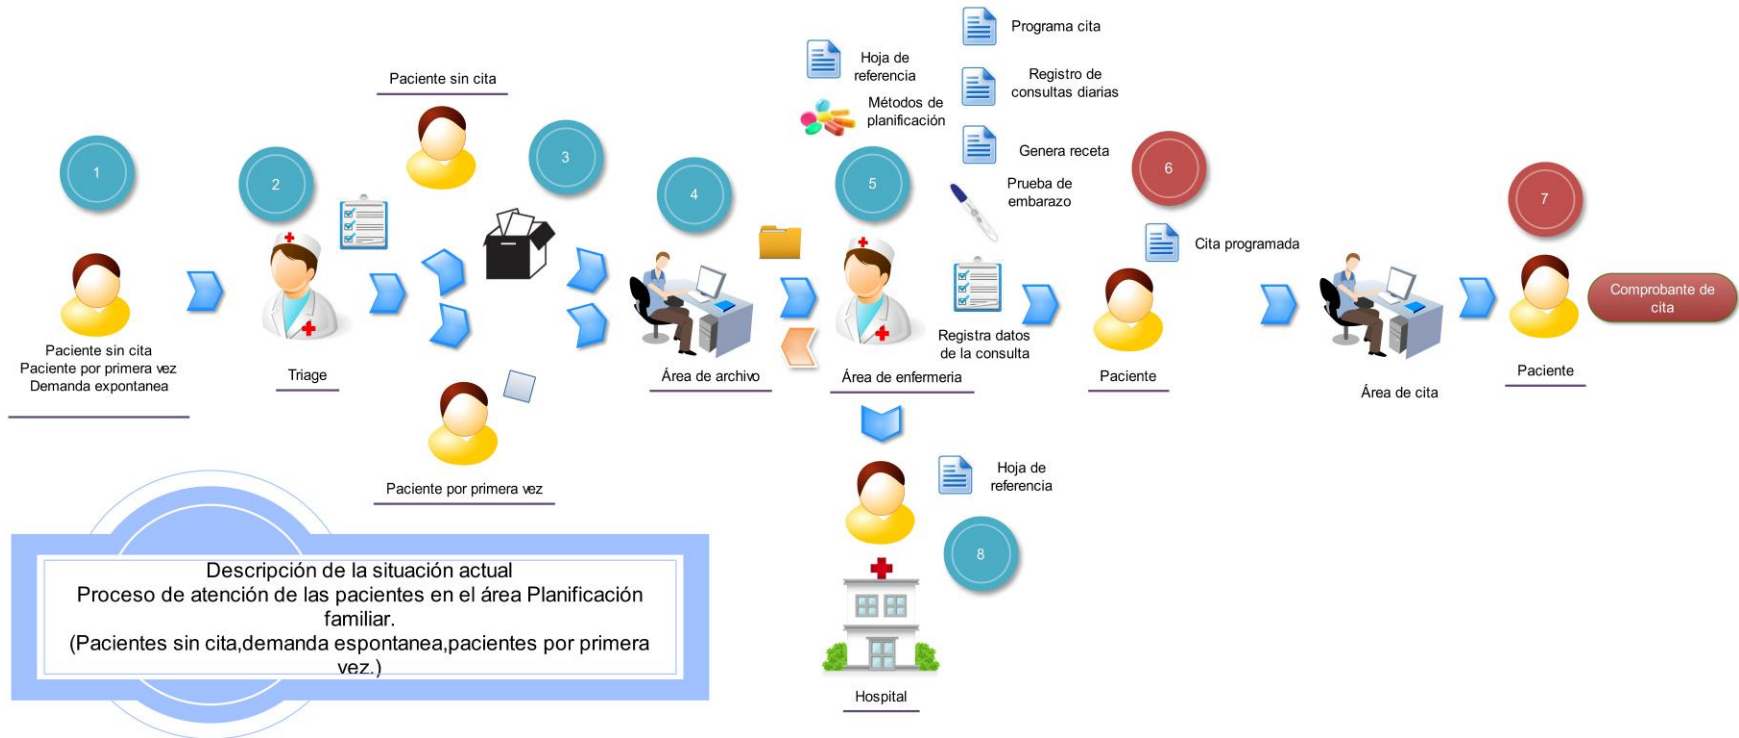 Programa cita
Hoja de
referencia
Registro de
consultas diarias
Métodos de
planificación
Genera receta
Prueba de
embarazo
Paciente sin cita
1
2
3
4
5
6
7
Cita programada
Comprobante de
cita
Paciente sin cita
Paciente por primera vez
Demanda expontanea
Triage
Área de archivo
Área de enfermeria
Registra datos
de la consulta
Paciente
Área de cita
Paciente
Paciente por primera vez
Hoja de
referencia
8
Hospital
Descripción de la situación actual
Proceso de atención de las pacientes en el área Planificación
familiar.
(Pacientes sin cita,demanda espontanea,pacientes por primera
vez.)